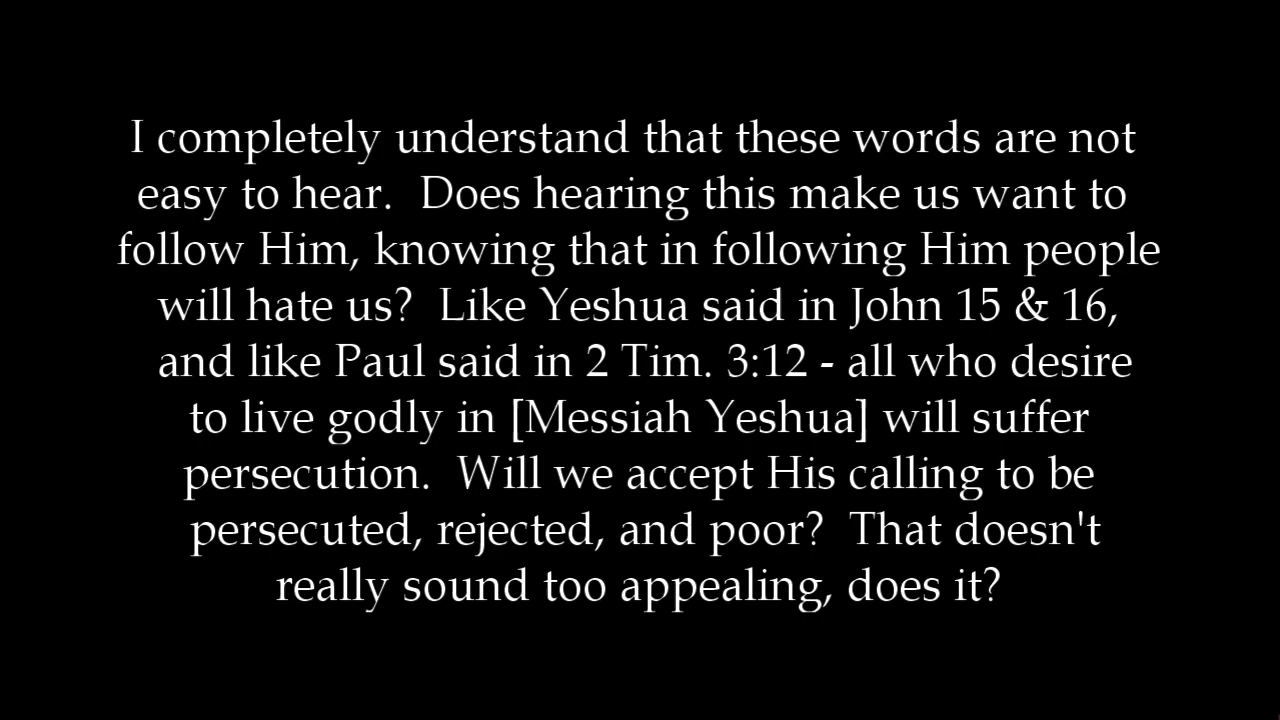 I completely understand that these words are not
easy to hear.  Does hearing this make us want to
follow Him, knowing that in following Him people
will hate us?  Like Yeshua said in John 15 & 16,
and like Paul said in 2 Tim. 3:12 - all who desire
to live godly in [Messiah Yeshua] will suffer
persecution.  Will we accept His calling to be
persecuted, rejected, and poor?  That doesn't
really sound too appealing, does it?